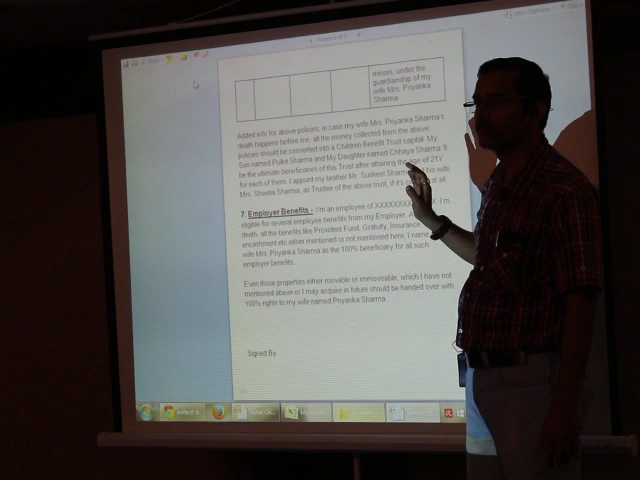 minors, under the
guardianship of my
wife Mrs. Priyanka
Sharma
Added info for above policies, in case my wife Mrs. Priyanka Sharma's
death happens before me, all the money collected from the above
policies should be converted into a Children Benefit Trust capital. My
Son named Pulkit Sharma and My Daughter named Chhaya Sharma
be the ultimate beneficiaries of this Trust after attaining the age of 21Y
for each of them. I appoint my brother Mr. Susheel Sharma his wife
Mrs. Shweta Sharma, as Trustee of the above trust, if it's at all.
7. Employer Benefits - I'm an employee of XXXXXXXXX X. I'm
eligible for several employee benefits from my Employer.
death, all the benefits like Provident Fund, Gratuity, Insurance,
encashment etc either mentioned or not mentioned here, I name
wife Mrs. Priyanka Sharma as the 100% beneficiary for all such
employer benefits.
Even those properties either movable or immoveable, which I have not
mentioned above or I may acquire in future should be handed over with
100% rights to my wife named Priyanka Sharma.
Signed By